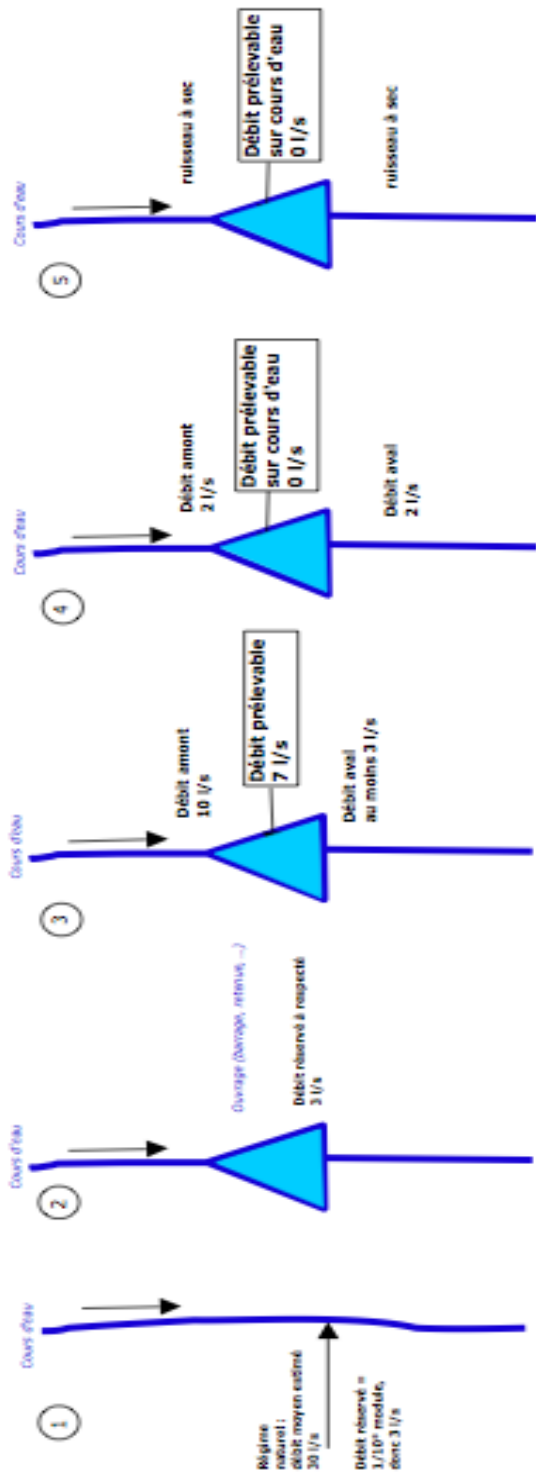 1
Cours d'eau
Régime
naturel :
débit moyen estimé
30 l/s
Débit réservé =
1/10° module,
donc 3 l/s
2
Cours d'eau
Ouvrage (barrage, retenue, ...)
Débit réservé à respecté
3 l/s
3
Cours d'eau
Débit amont
10 l/s
Débit prélevable
7 l/s
Débit aval
au moins 3 l/s
4
Cours d'eau
Débit amont
2 l/s
Débit prélevable
sur cours d'eau
0 l/s
Débit aval
2 l/s
5
Cours d'eau
ruisseau à sec
Débit prélevable
sur cours d'eau
0 l/s
ruisseau à sec